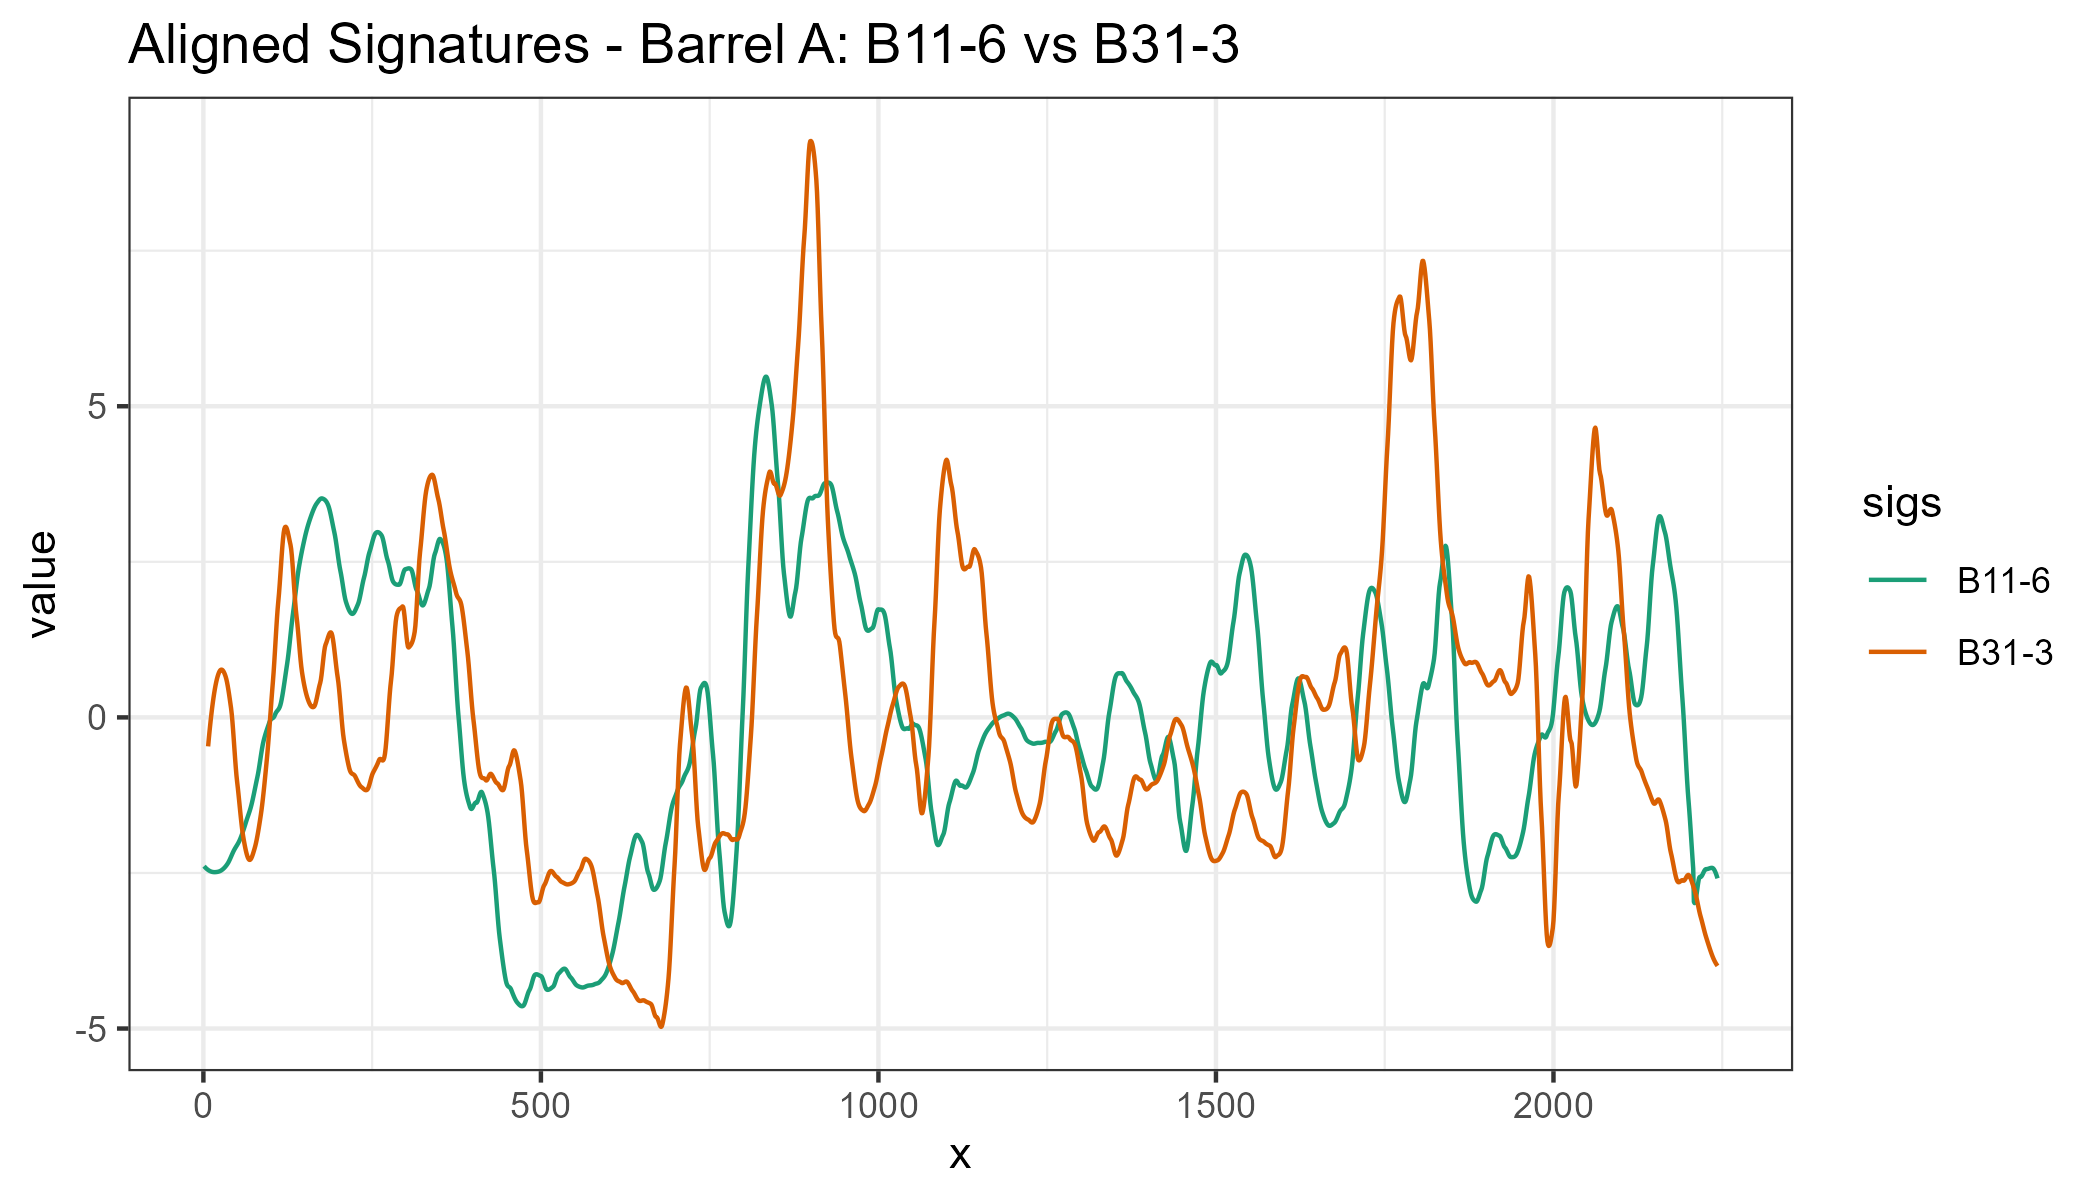 Aligned Signatures - Barrel A: B11-6 vs B31-3
value
5
0
-5
0 500 1000 1500 2000
x
sigs
B11-6
B31-3